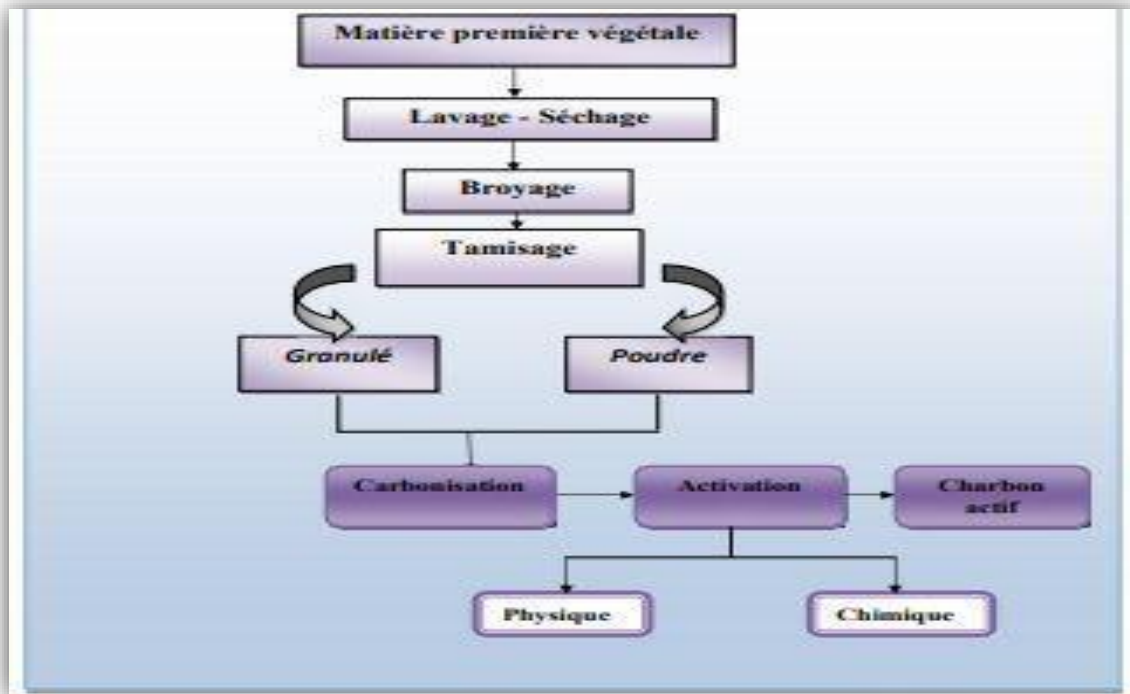 Matière première végétale
Lavage - Séchage
Broyage
Tamisage
Granulé
Poudre
Carbonisation
Activation
Charbon
actif
Physique
Chimique